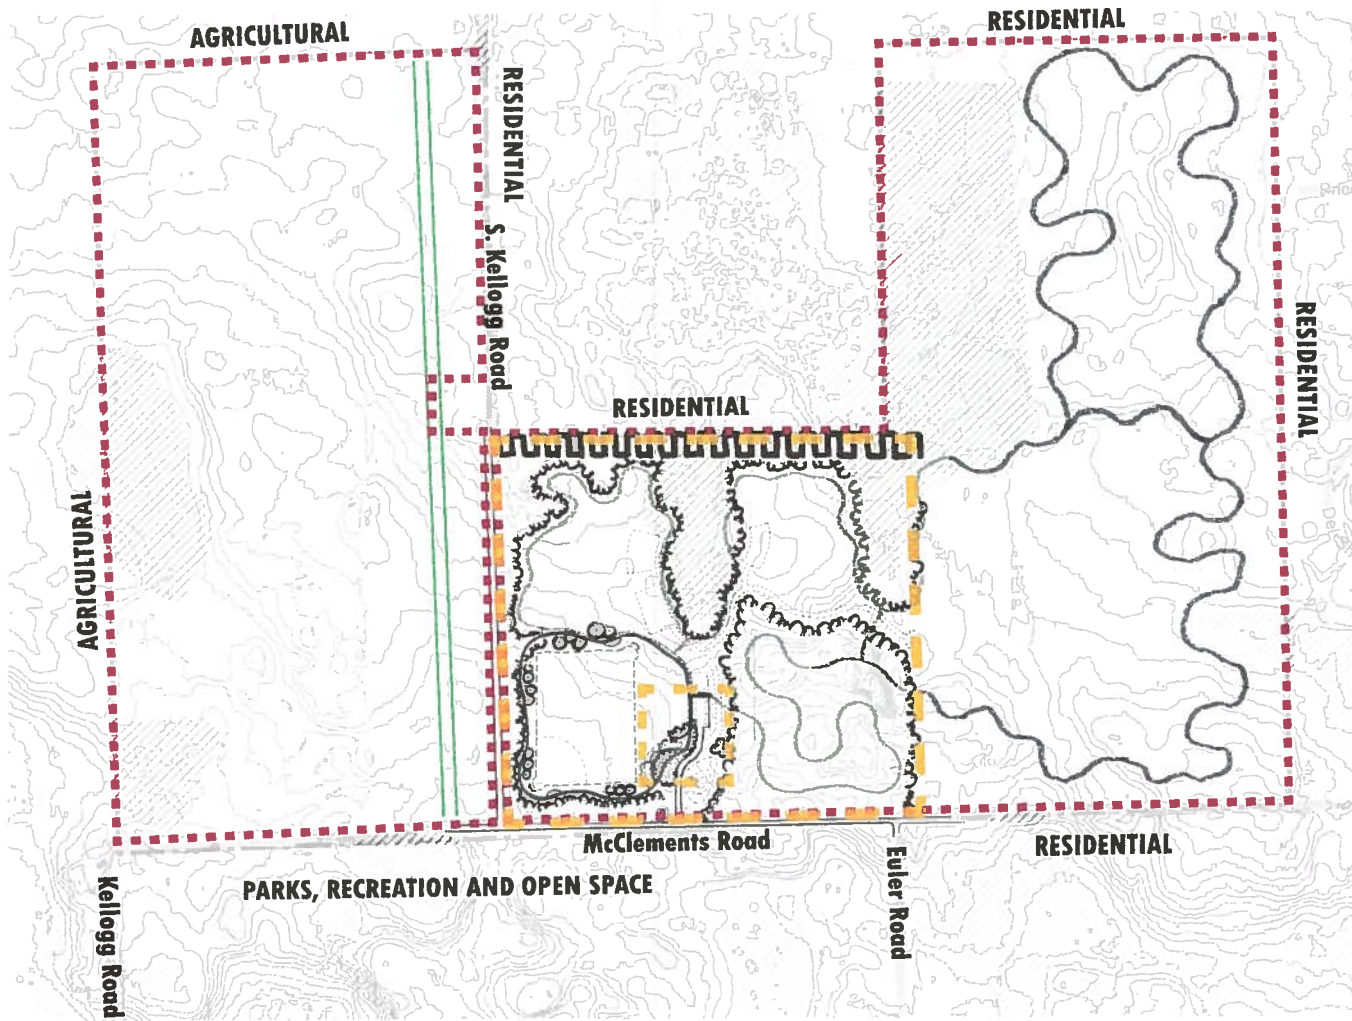 RESIDENTIAL
AGRICULTURAL
RESIDENTIAL
S. Kellogg Road
RESIDENTIAL
RESIDENTIAL
AGRICULTURAL
McClements Road
RESIDENTIAL
Euler Road
PARKS, RECREATION AND OPEN SPACE
Kellogg Road